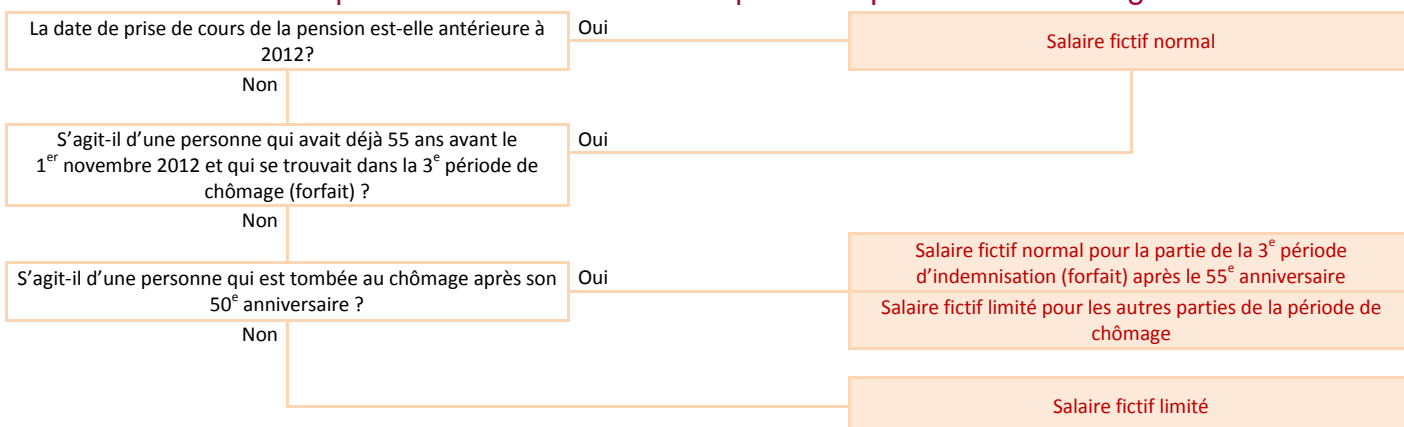 La date de prise de cours de la pension est-elle antérieure à
2012?
Oui
Salaire fictif normal
Non
S’agit-il d’une personne qui avait déjà 55 ans avant le
1er novembre 2012 et qui se trouvait dans la 3e période de
chômage (forfait) ?
Oui
Non
S’agit-il d’une personne qui est tombée au chômage après son
50e anniversaire ?
Oui
Salaire fictif normal pour la partie de la 3e période
d’indemnisation (forfait) après le 55e anniversaire
Salaire fictif limité pour les autres parties de la période de
chômage
Non
Salaire fictif limité